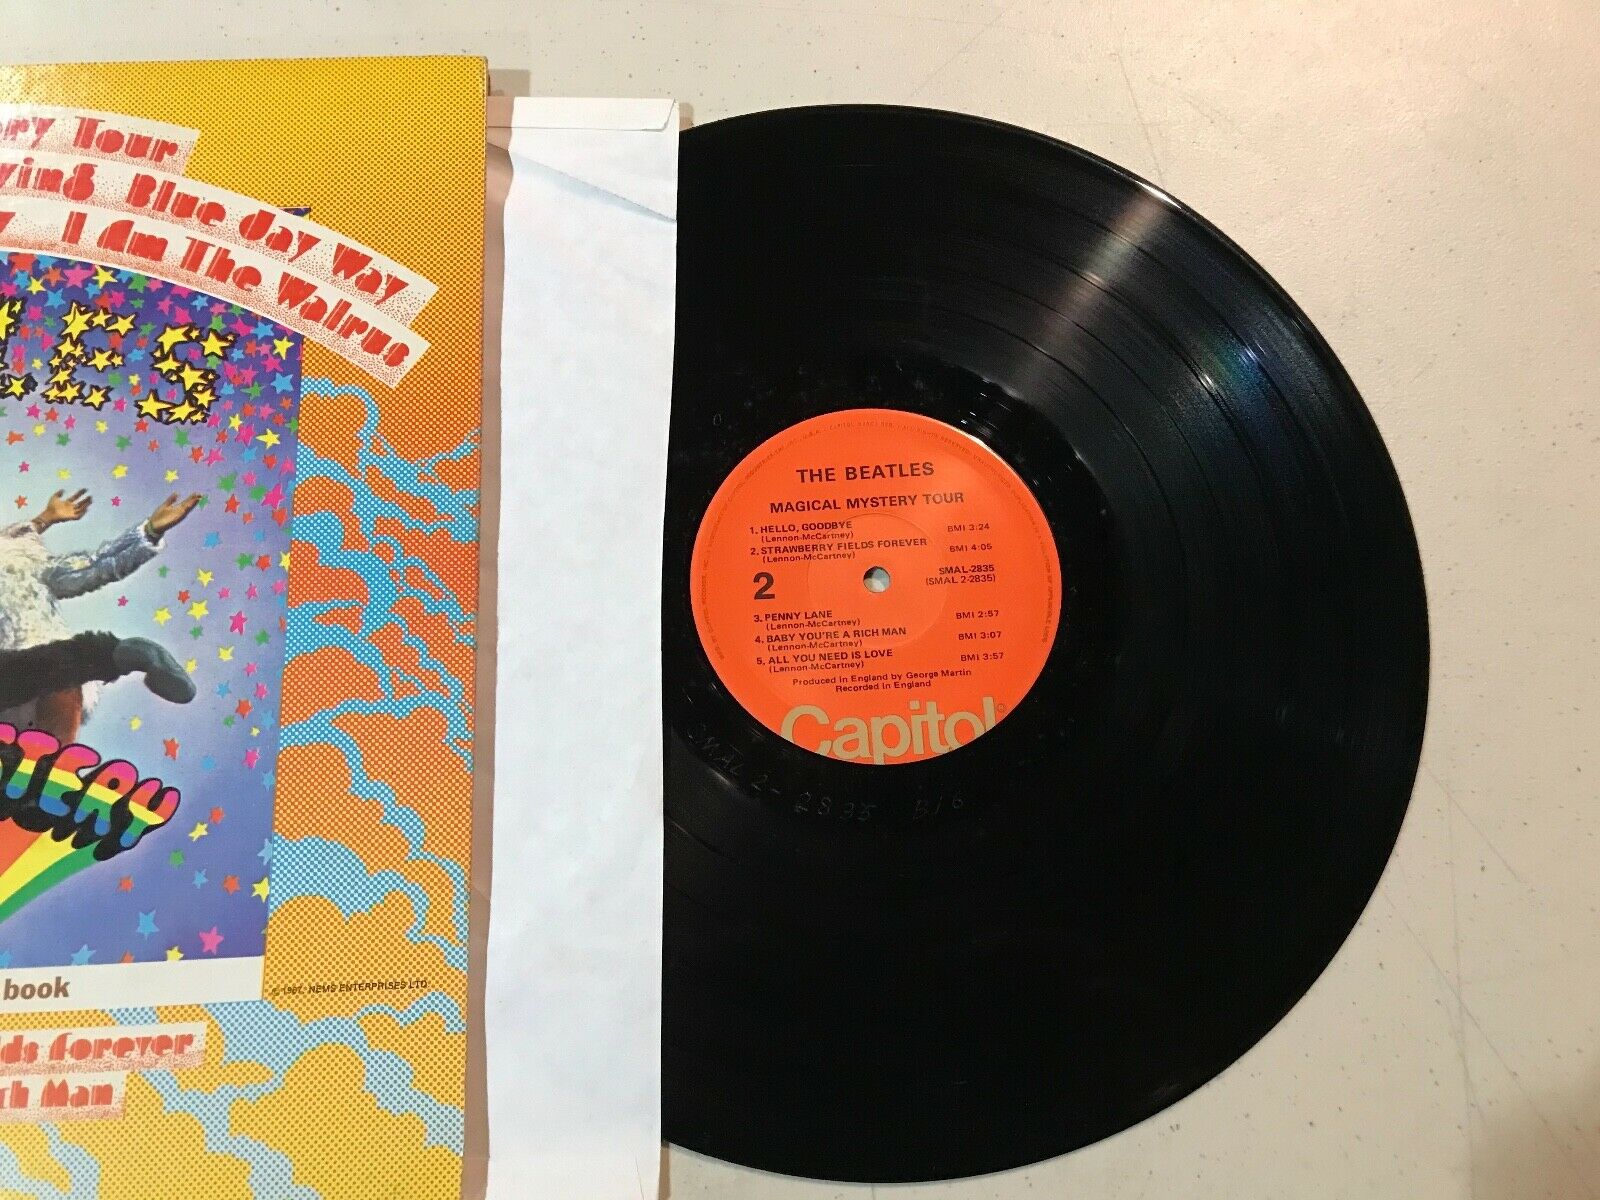 ery Tour
ying Blue Jay Way
y I Am The Walrus
LES
STERY
book
© 1967. NEMS ENTERPRISES LTD.
lds forever
ch Man
THE BEATLES
MAGICAL MYSTERY TOUR
1. HELLO, GOODBYE BMI 3:24
(Lennon-McCartney)
2. STRAWBERRY FIELDS FOREVER BMI 4:05
(Lennon-McCartney)
2
SMAL-2835
(SMAL 2-2835)
3. PENNY LANE BMI 2:57
(Lennon-McCartney)
4. BABY YOU'RE A RICH MAN BMI 3:07
(Lennon-McCartney)
5. ALL YOU NEED IS LOVE BMI 3:57
(Lennon-McCartney)
Produced in England by George Martin
Recorded in England
Capitol®
SMAL 2-2835 B16